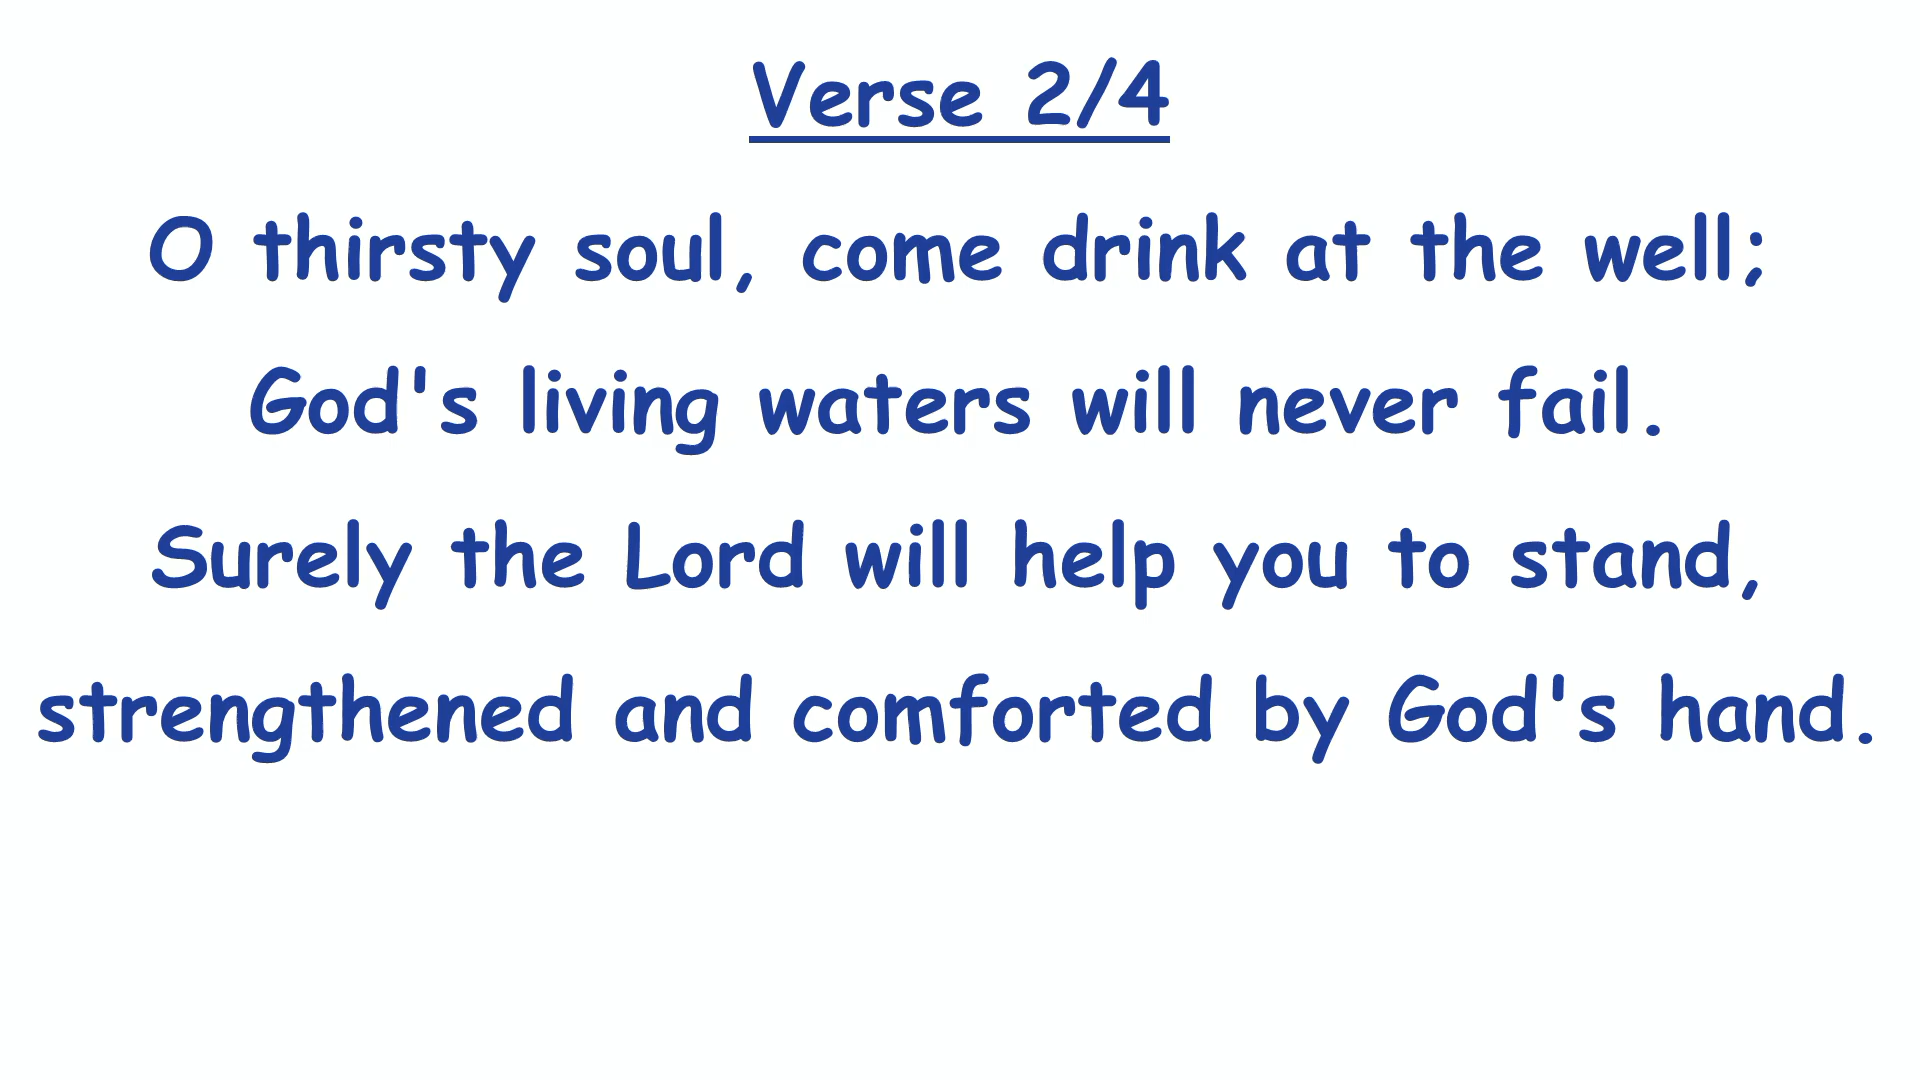 Verse 2/4
O thirsty soul, come drink at the well;
God's living waters will never fail.
Surely the Lord will help you to stand,
strengthened and comforted by God's hand.